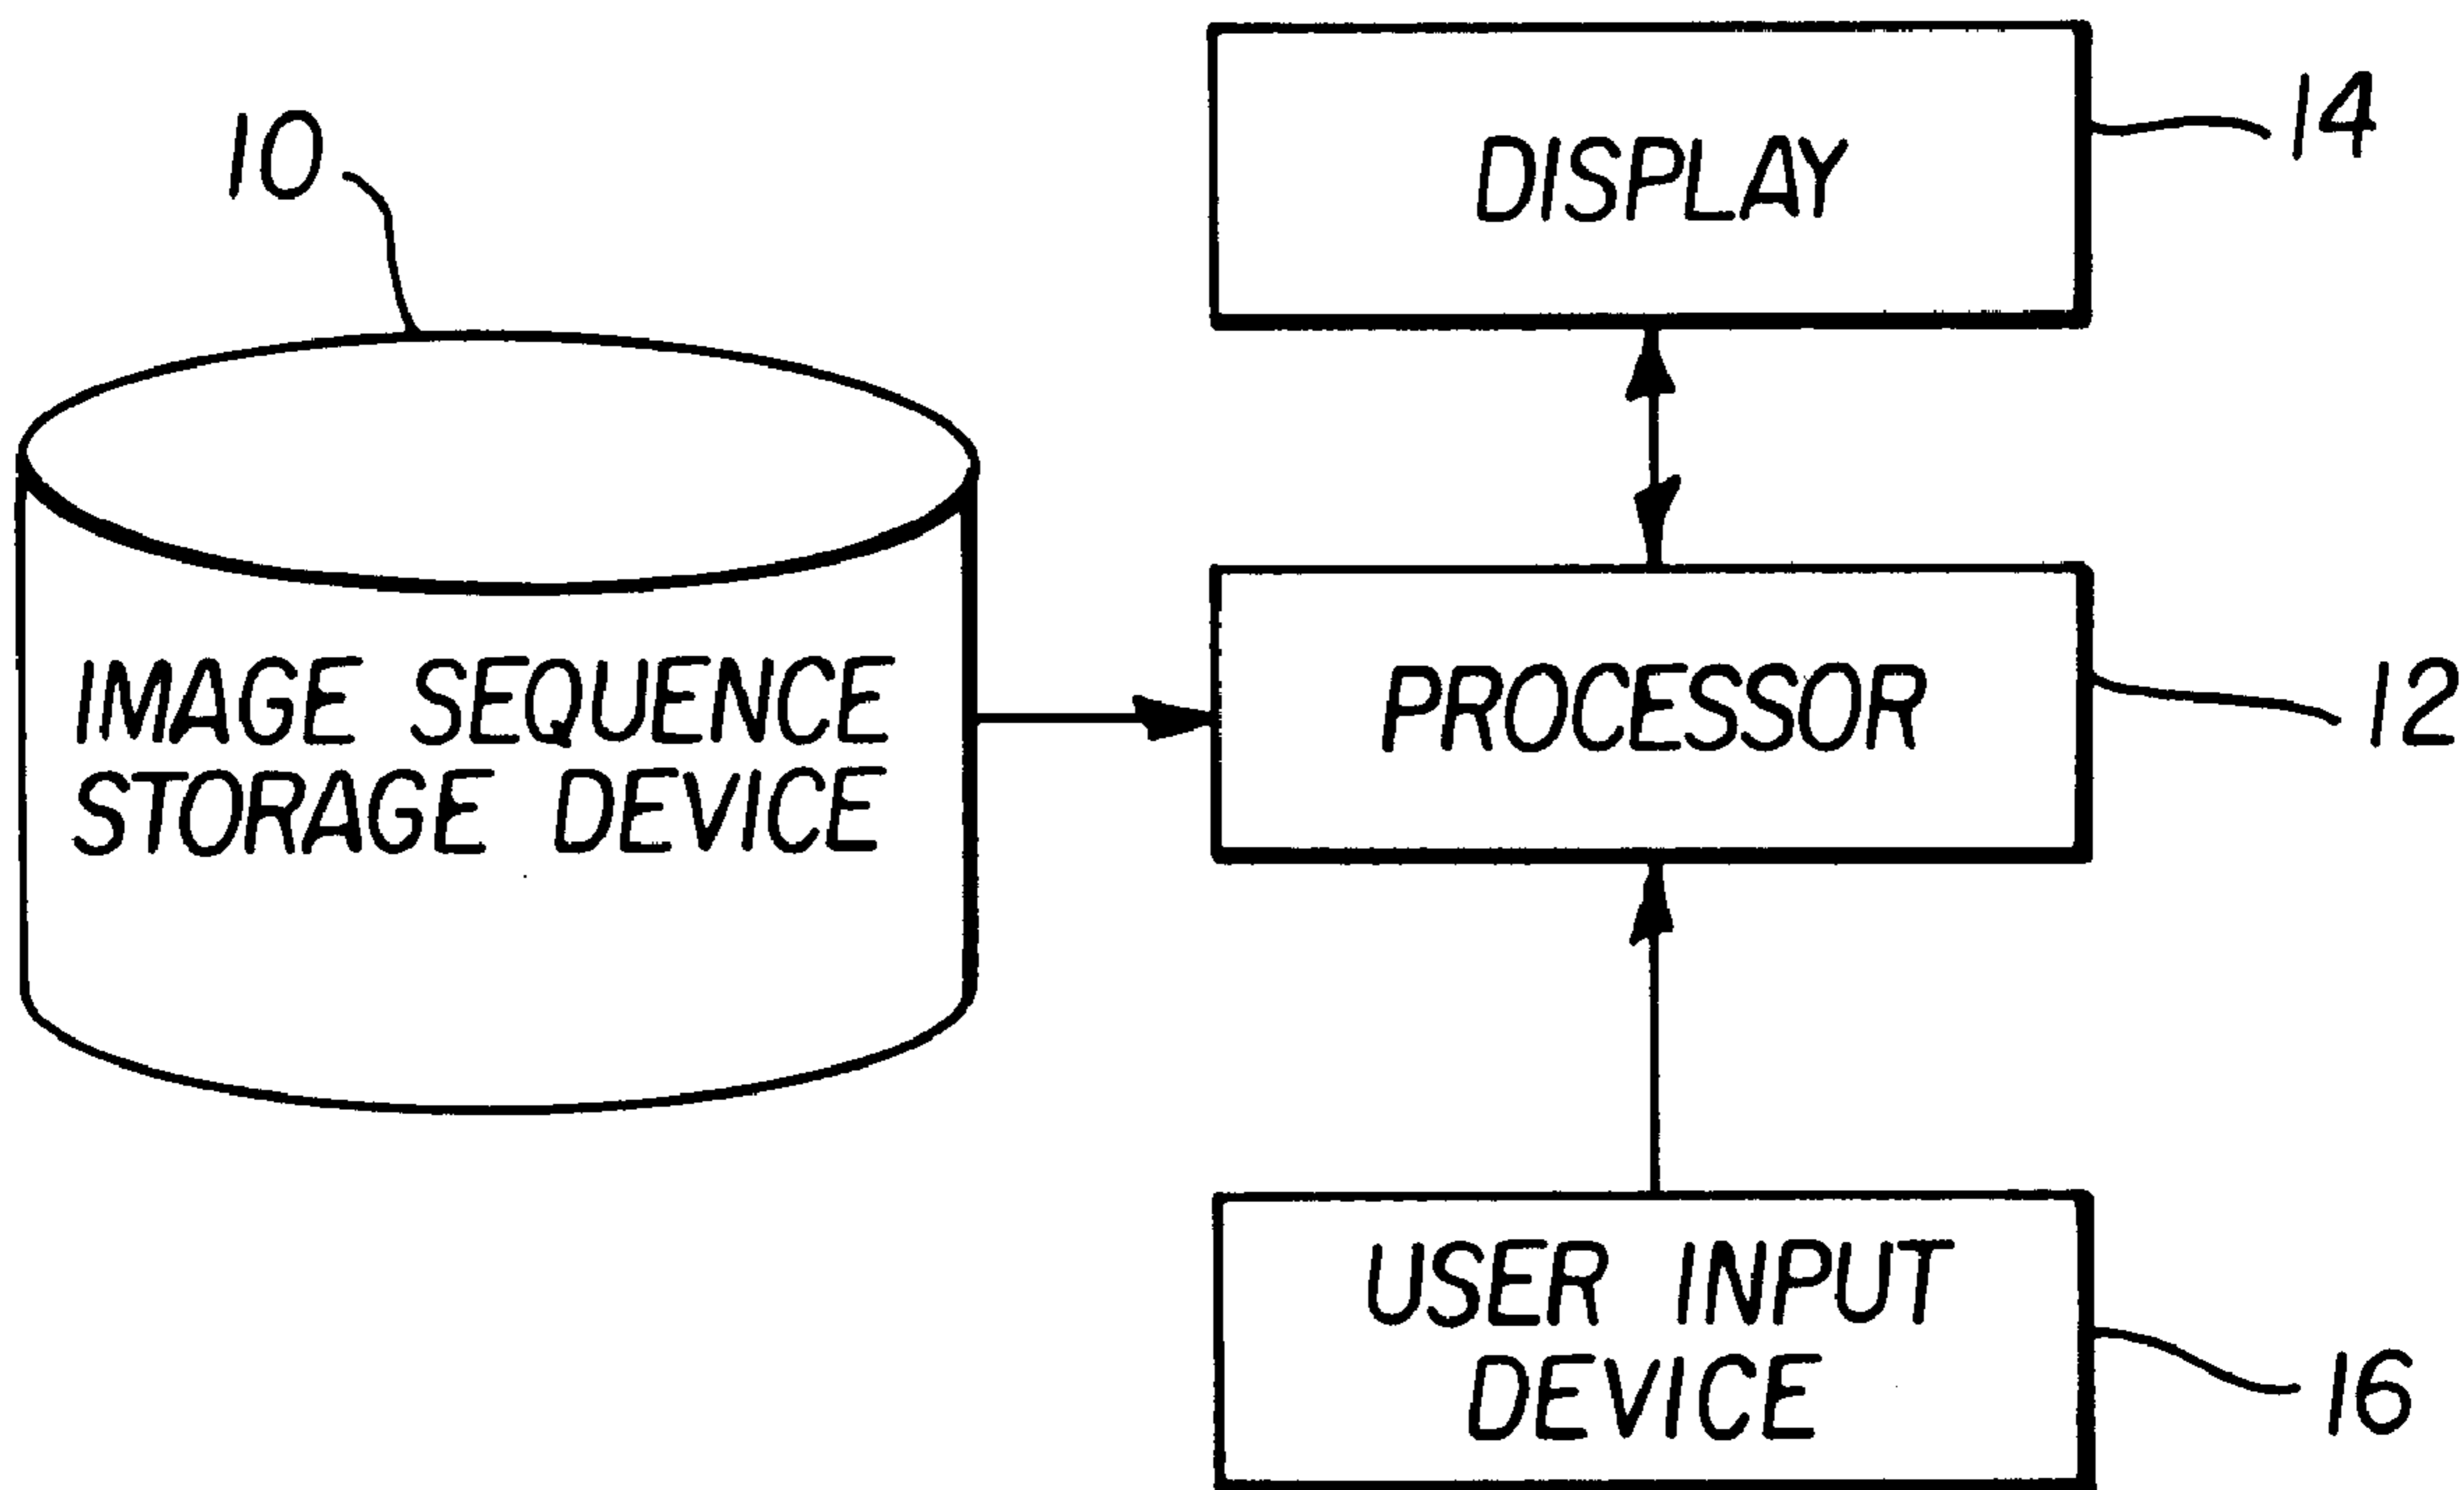 10
IMAGE SEQUENCE
STORAGE DEVICE
DISPLAY
14
PROCESSOR
12
USER INPUT
DEVICE
16